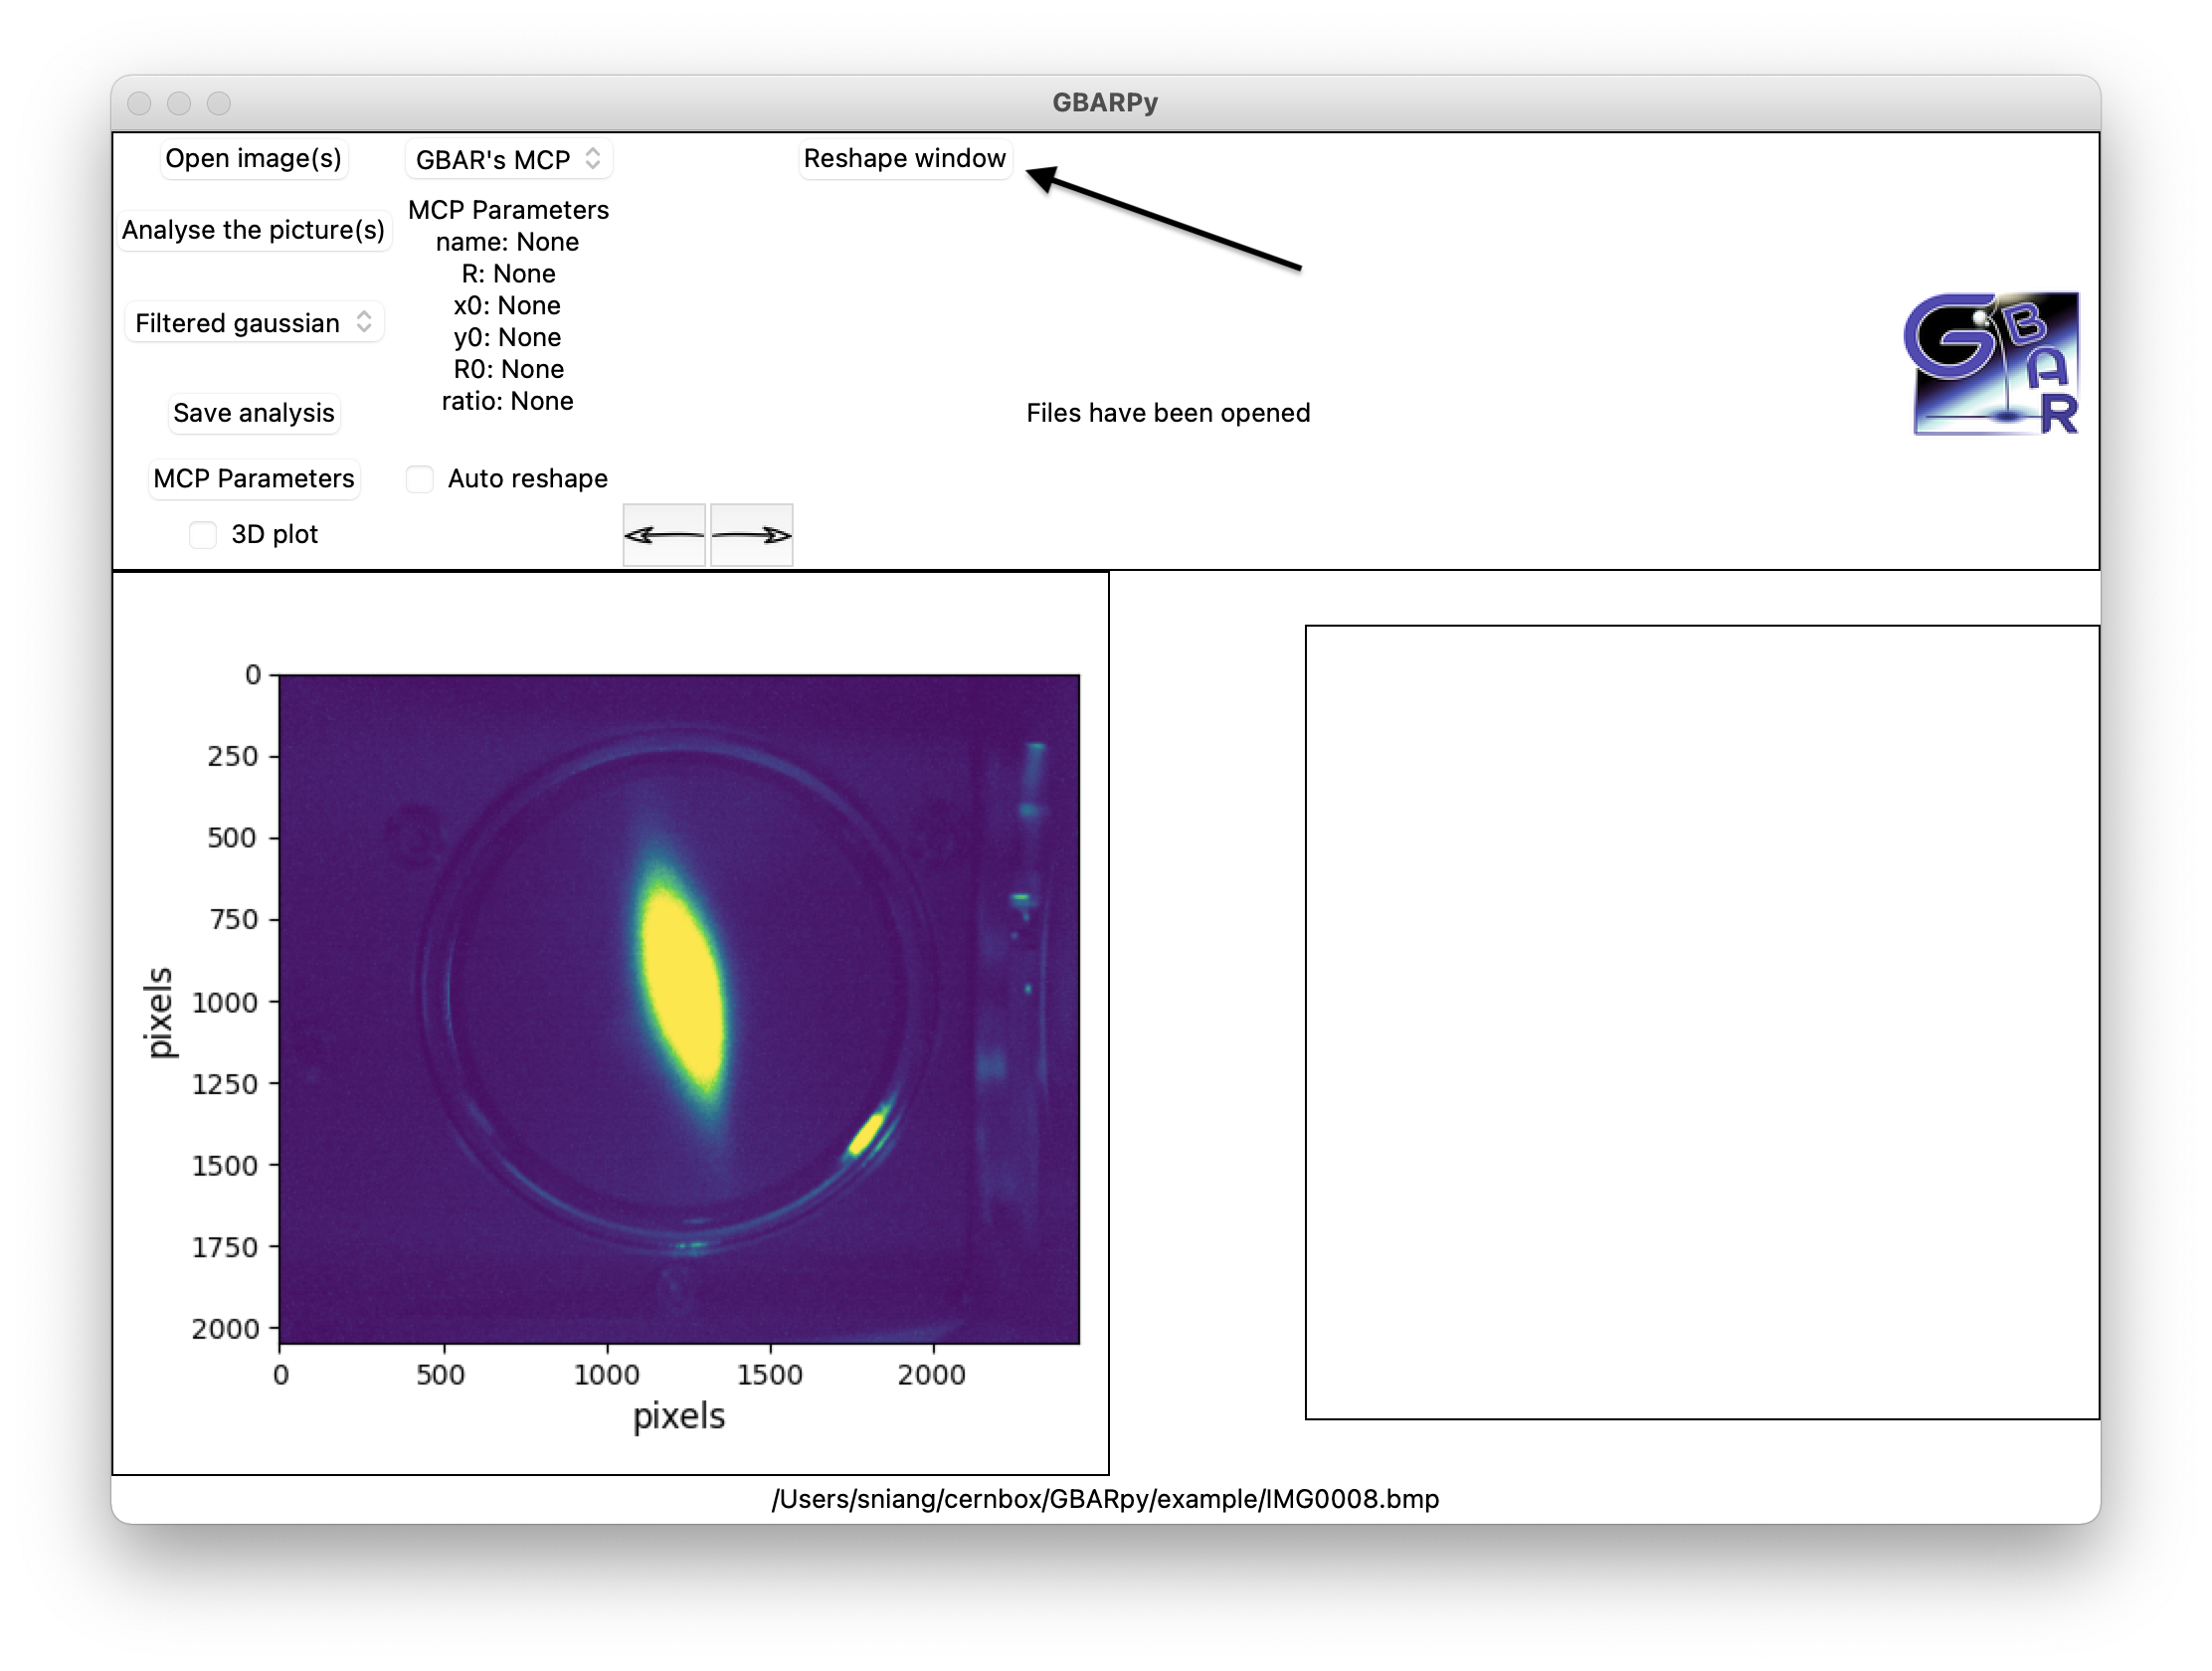 GBARPy
Open image(s)
GBAR's MCP
Reshape window
Analyse the picture(s)
MCP Parameters
name: None
R: None
x0: None
y0: None
R0: None
ratio: None
Filtered gaussian
Save analysis
Files have been opened
GBAR
MCP Parameters
Auto reshape
3D plot
0
250
500
750
1000
1250
1500
1750
2000
pixels
0 500 1000 1500 2000
pixels
/Users/sniang/cernbox/GBARpy/example/IMG0008.bmp